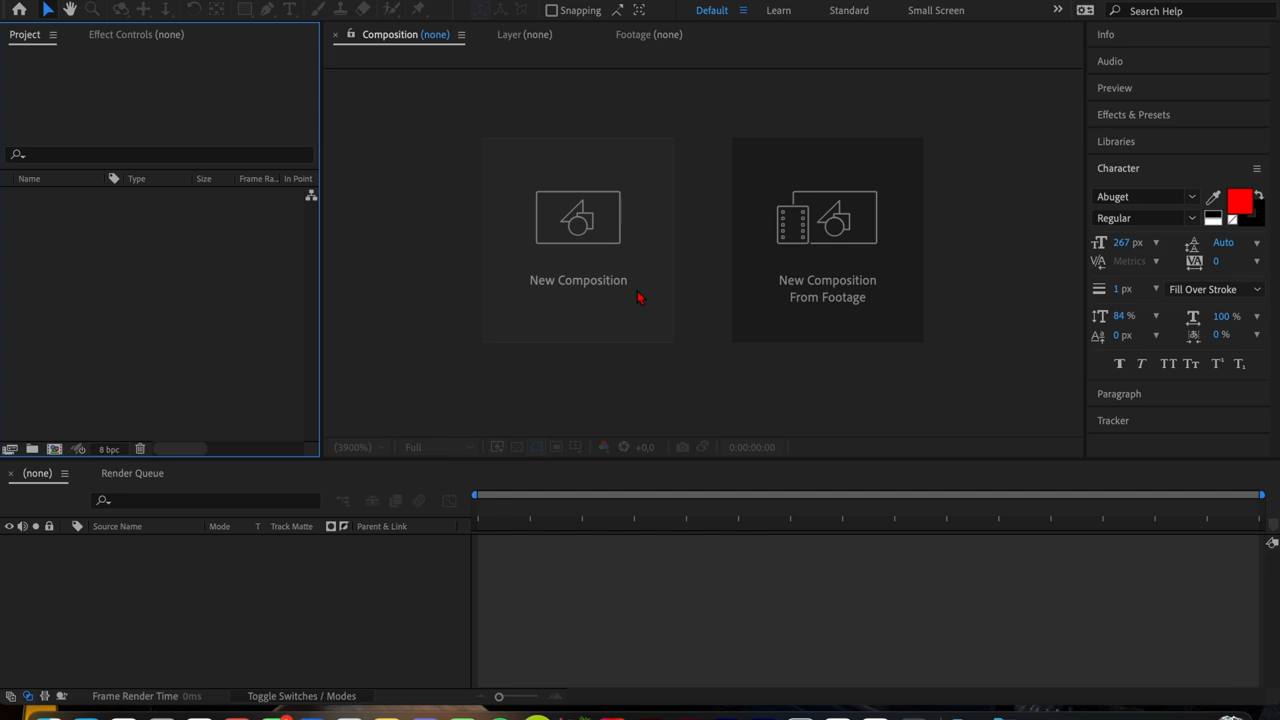 Snapping
Default
Learn
Standard
Small Screen
Search Help
Project
Effect Controls (none)
Composition (none)
Layer (none)
Footage (none)
Info
Audio
Preview
Effects & Presets
Libraries
Character
Name
Type
Size
Frame Ra...
In Point
Abuget
Regular
267 px
Auto
Metrics
0
1 px
Fill Over Stroke
84 %
100 %
0 px
0 %
T T TT Tr T¹ T₁
New Composition
New Composition
From Footage
Paragraph
Tracker
8 bpc
(3900%)
Full
+0,0
0:00:00:00
(none)
Render Queue
Source Name
Mode
T
Track Matte
Parent & Link
Frame Render Time 0ms
Toggle Switches / Modes